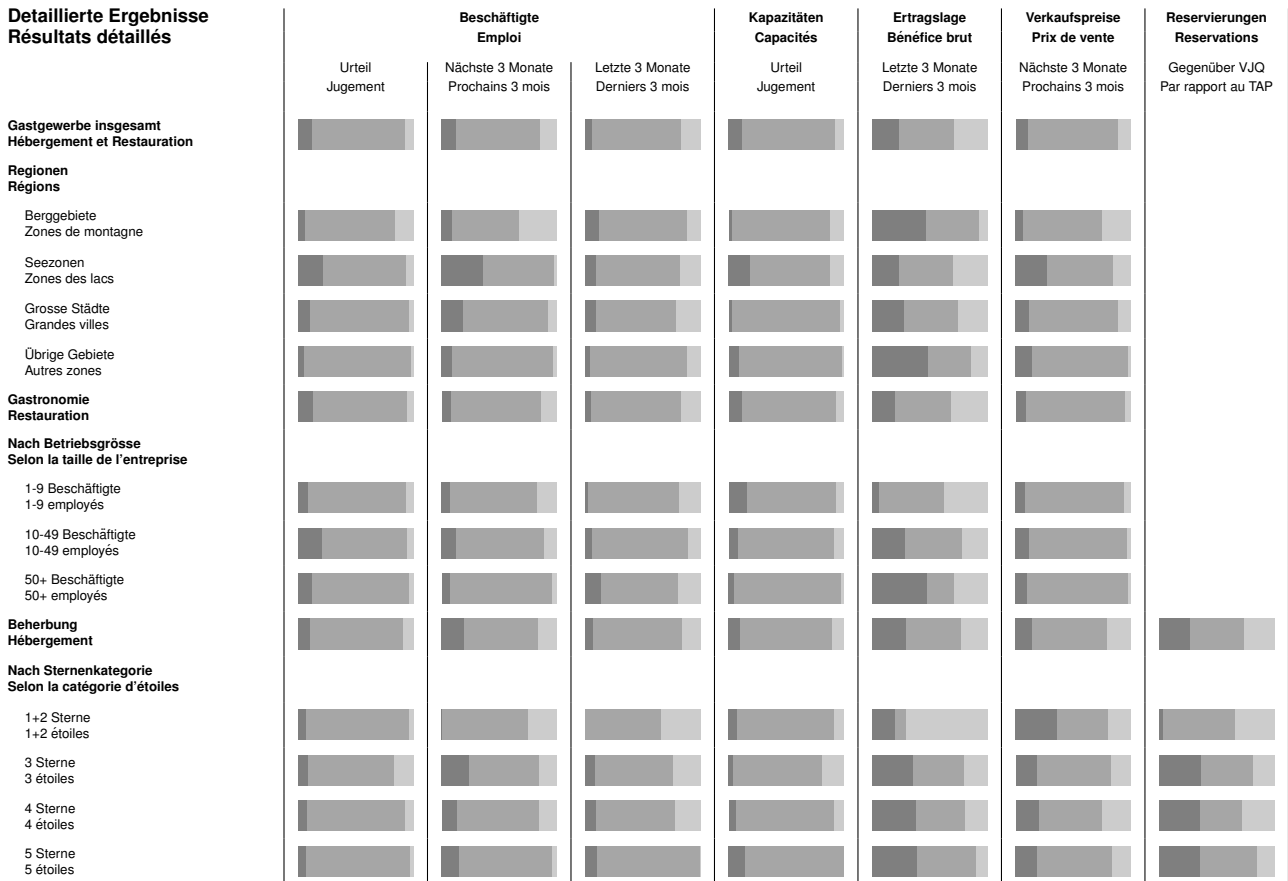 Detaillierte Ergebnisse
Résultats détaillés
Beschäftigte
Emploi
Kapazitäten
Capacités
Ertragslage
Bénéfice brut
Verkaufspreise
Prix de vente
Reservierungen
Reservations
Urteil
Jugement
Nächste 3 Monate
Prochains 3 mois
Letzte 3 Monate
Derniers 3 mois
Urteil
Jugement
Letzte 3 Monate
Derniers 3 mois
Nächste 3 Monate
Prochains 3 mois
Gegenüber VJQ
Par rapport au TAP
Gastgewerbe insgesamt
Hébergement et Restauration
Regionen
Régions
Berggebiete
Zones de montagne
Seezonen
Zones des lacs
Grosse Städte
Grandes villes
Übrige Gebiete
Autres zones
Gastronomie
Restauration
Nach Betriebsgrösse
Selon la taille de l'entreprise
1-9 Beschäftigte
1-9 employés
10-49 Beschäftigte
10-49 employés
50+ Beschäftigte
50+ employés
Beherbung
Hébergement
Nach Sternenkategorie
Selon la catégorie d'étoiles
1+2 Sterne
1+2 étoiles
3 Sterne
3 étoiles
4 Sterne
4 étoiles
5 Sterne
5 étoiles